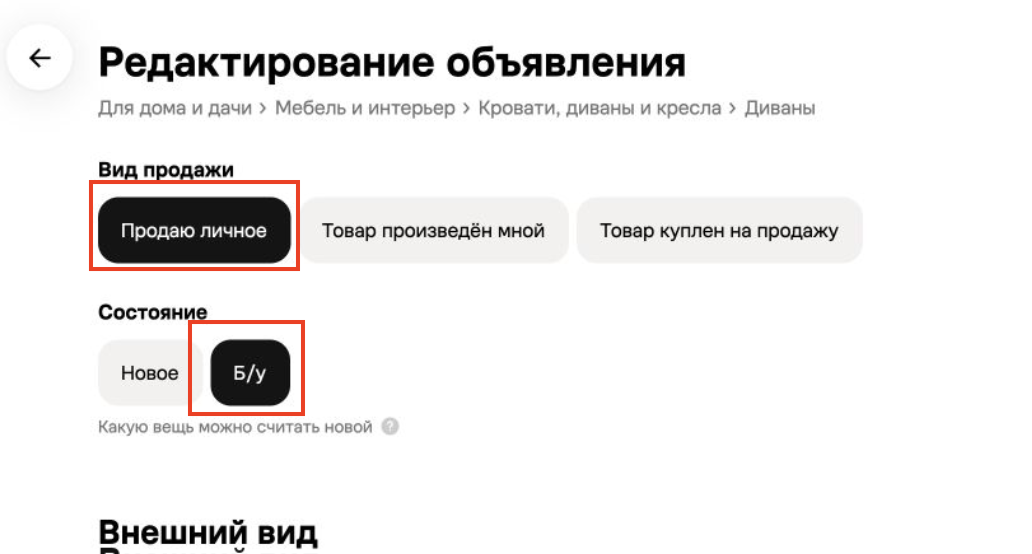 Редактирование объявления
Для дома и дачи > Мебель и интерьер > Кровати, диваны и кресла > Диваны
Вид продажи
Продаю личное Товар произведён мной Товар куплен на продажу
Состояние
Новое Б/у
Какую вещь можно считать новой ?
Внешний вид